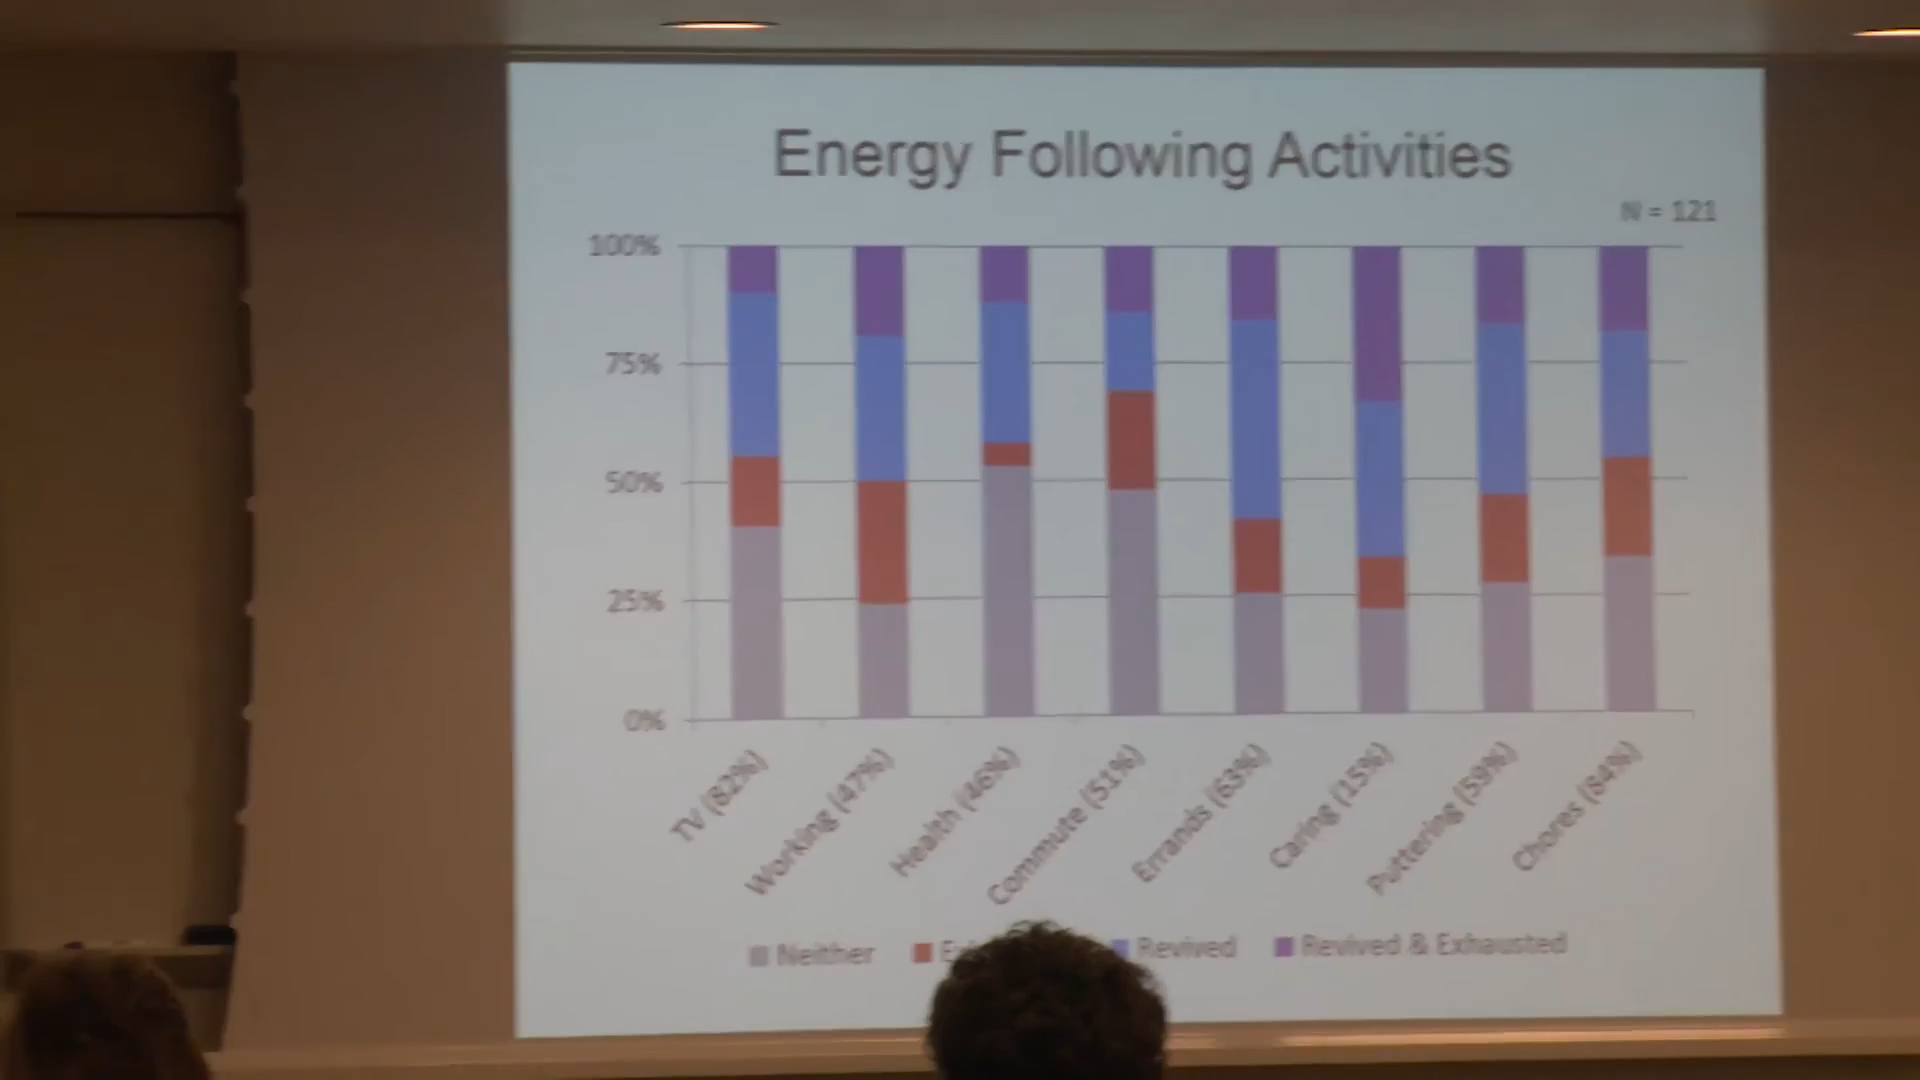 Energy Following Activities
N = 121
100%
75%
50%
25%
0%
TV (82%)
Working (47%)
Health (46%)
Commute (51%)
Errands (63%)
Caring (15%)
Puttering (59%)
Chores (84%)
Neither
Revived
Revived & Exhausted